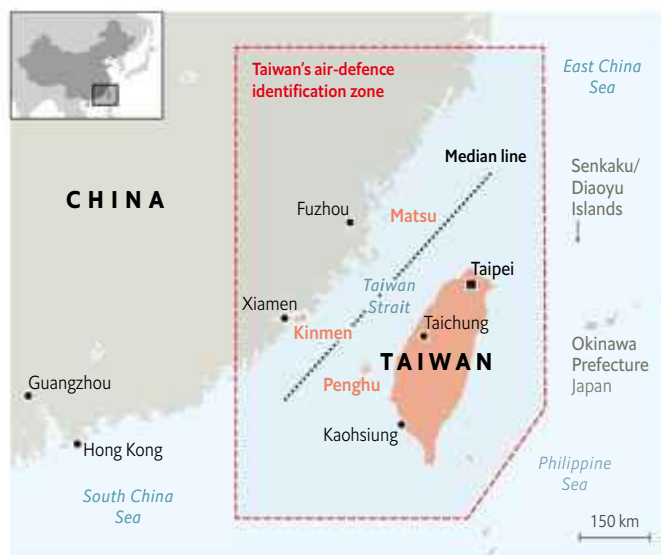 Taiwan's air-defence
identification zone
East China
Sea
Median line
Senkaku/
Diaoyu
Islands
CHINA
Fuzhou
Matsu
Taipei
Taiwan
Strait
Xiamen
Kinmen
Taichung
TAIWAN
Okinawa
Prefecture
Japan
Penghu
Guangzhou
Kaohsiung
Hong Kong
South China
Sea
Philippine
Sea
150 km